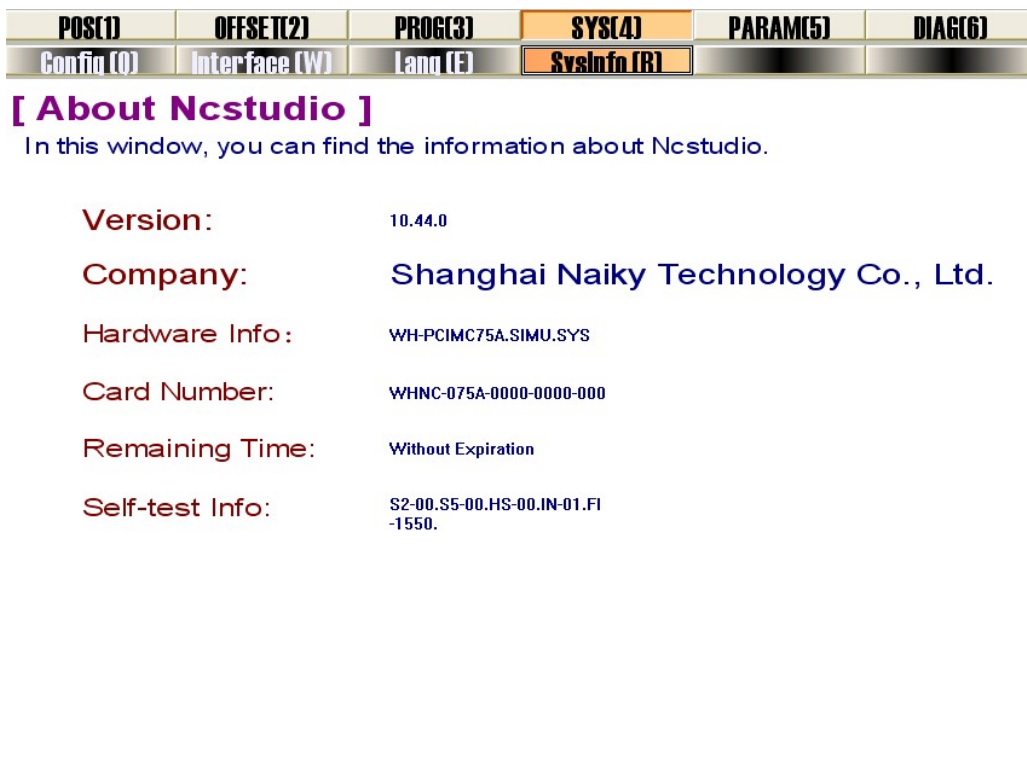 POS(1) OFFSET(2) PROG(3) SYS(4) PARAM(5) DIAG(6)
Config (Q) Interface (W) Lang (E) SysInfo (R)
[ About Ncstudio ]
In this window, you can find the information about Ncstudio.
Version: 10.44.0
Company: Shanghai Naiky Technology Co., Ltd.
Hardware Info: WH-PCIMC75A.SIMU.SYS
Card Number: WHNC-075A-0000-0000-000
Remaining Time: Without Expiration
Self-test Info: S2-00.S5-00.HS-00.IN-01.FI
-1550.